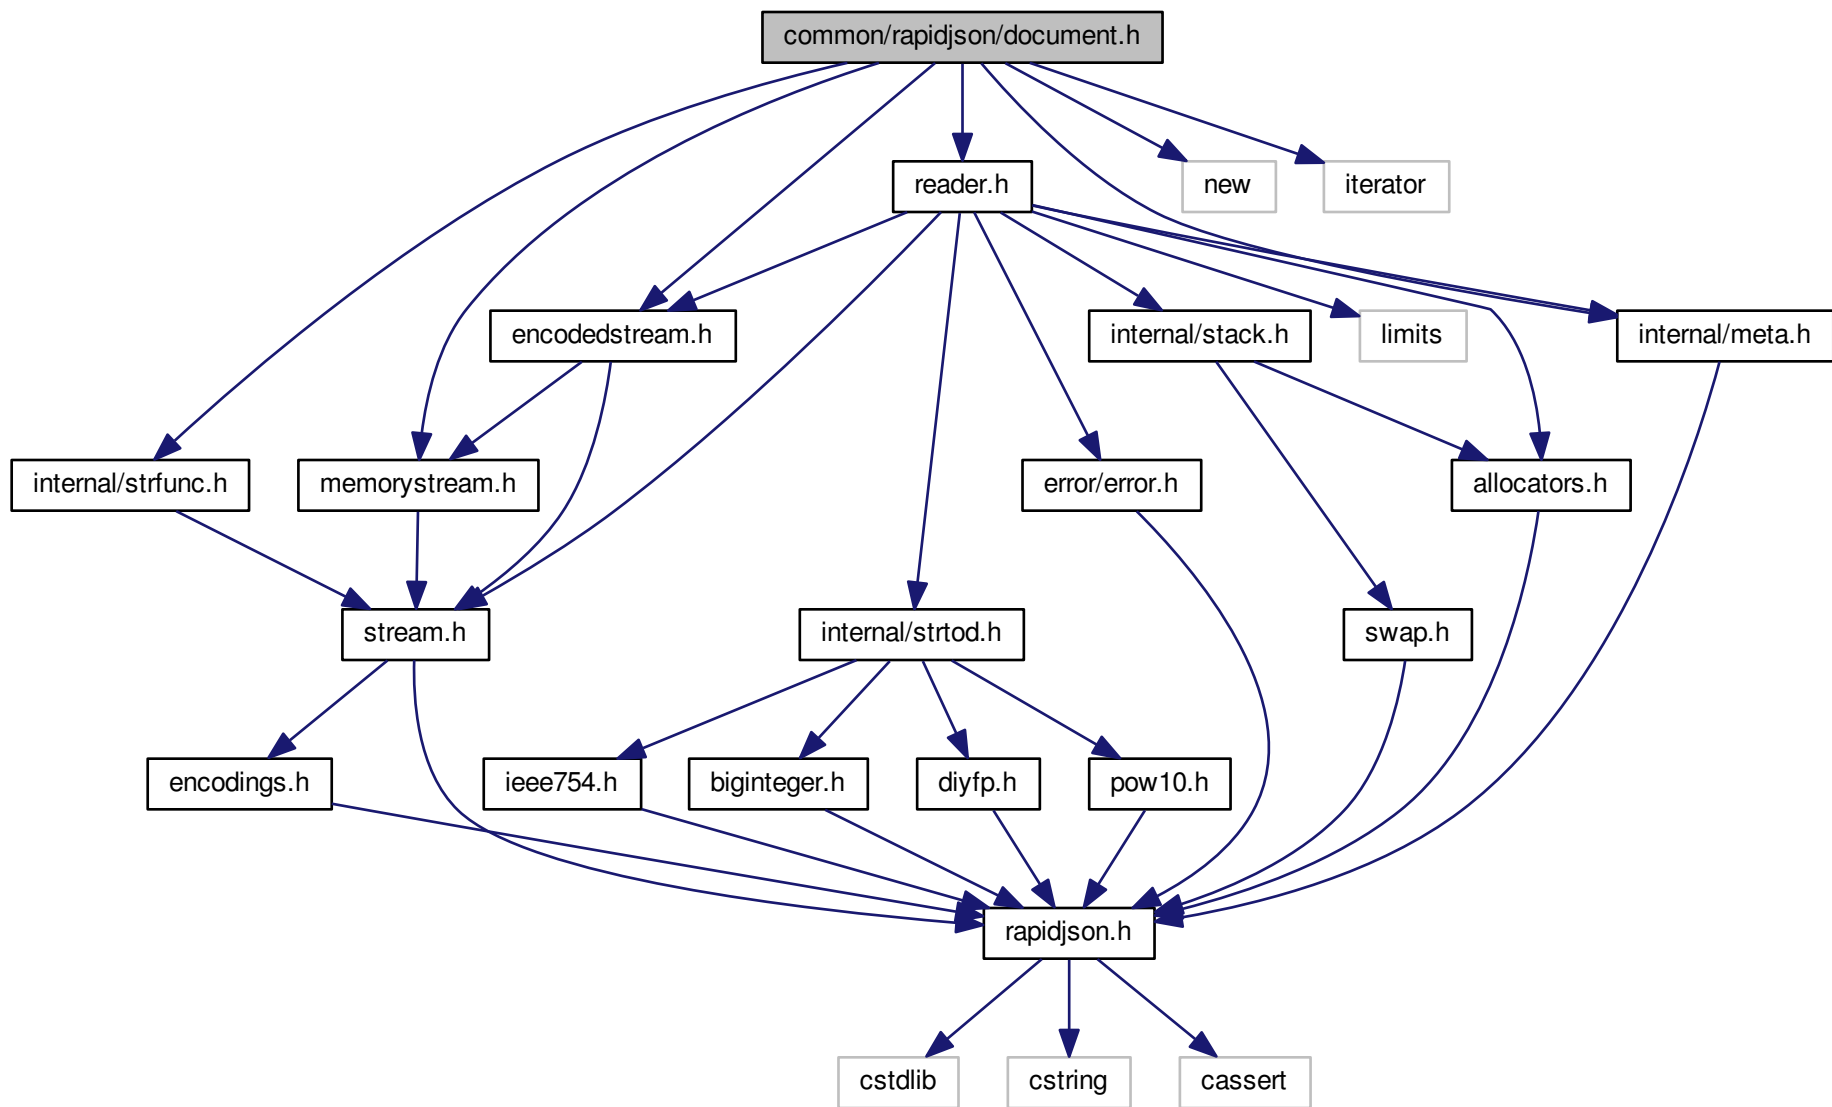 common/rapidjson/document.h
reader.h
new
iterator
encodedstream.h
internal/stack.h
limits
internal/meta.h
internal/strfunc.h
memorystream.h
error/error.h
allocators.h
stream.h
internal/strtod.h
swap.h
encodings.h
ieee754.h
biginteger.h
diyfp.h
pow10.h
rapidjson.h
cstdlib
cstring
cassert